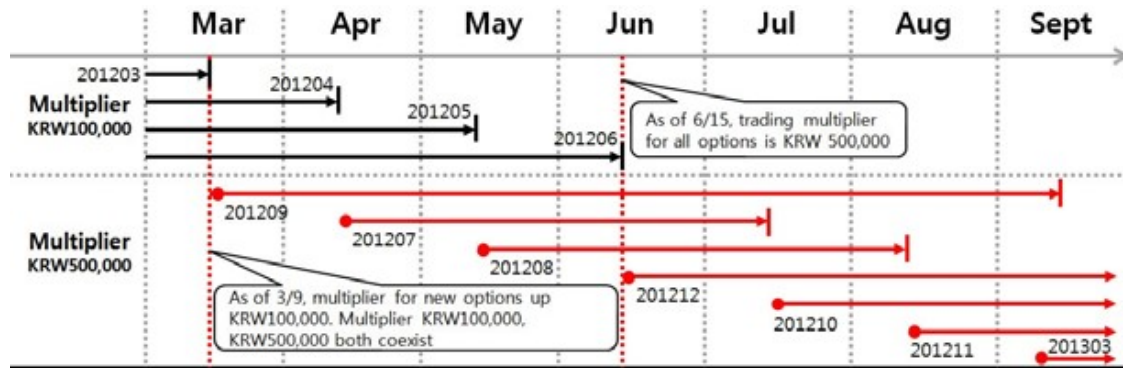 Mar Apr May Jun Jul Aug Sept
201203
201204
Multiplier
KRW100,000
201205
201206
As of 6/15, trading multiplier
for all options is KRW 500,000
201209
201207
Multiplier
KRW500,000
201208
201212
As of 3/9, multiplier for new options up
KRW100,000. Multiplier KRW100,000,
KRW500,000 both coexist
201210
201211
201303